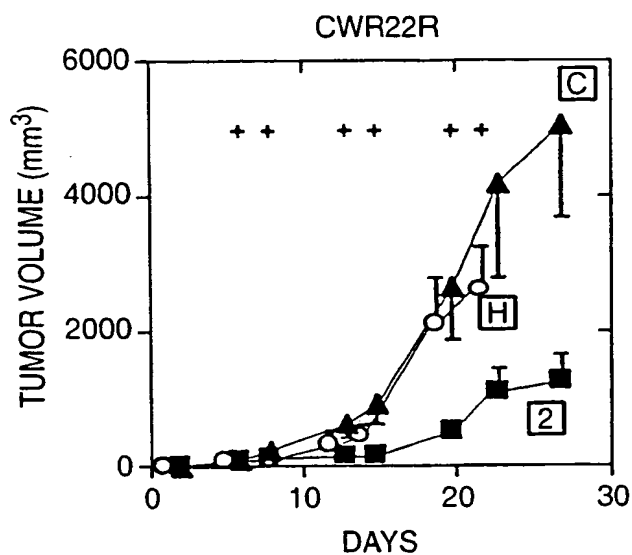 CWR22R
6000
4000
2000
0
TUMOR VOLUME (mm³)
C
+ + + + + +
H
2
0 10 20 30
DAYS